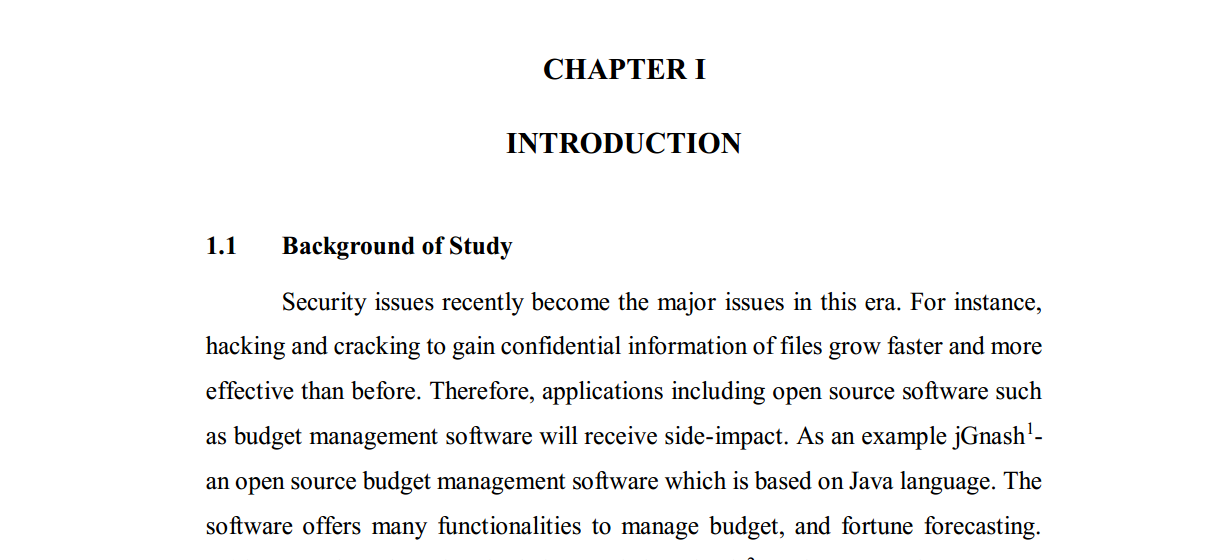 CHAPTER I
INTRODUCTION
1.1 Background of Study
Security issues recently become the major issues in this era. For instance,
hacking and cracking to gain confidential information of files grow faster and more
effective than before. Therefore, applications including open source software such
as budget management software will receive side-impact. As an example jGnash¹-
an open source budget management software which is based on Java language. The
software offers many functionalities to manage budget, and fortune forecasting.